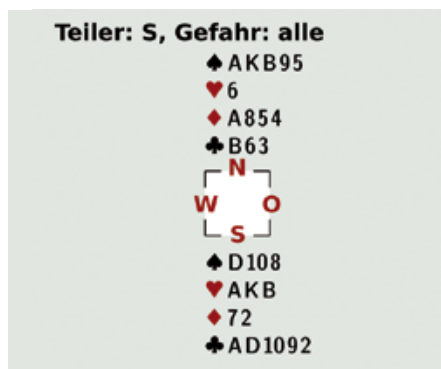 Teiler: S, Gefahr: alle
♠ AKB95
♥ 6
♦ A854
♣ B63
N
W O
S
♠ D108
♥ AKB
♦ 72
♣ AD1092